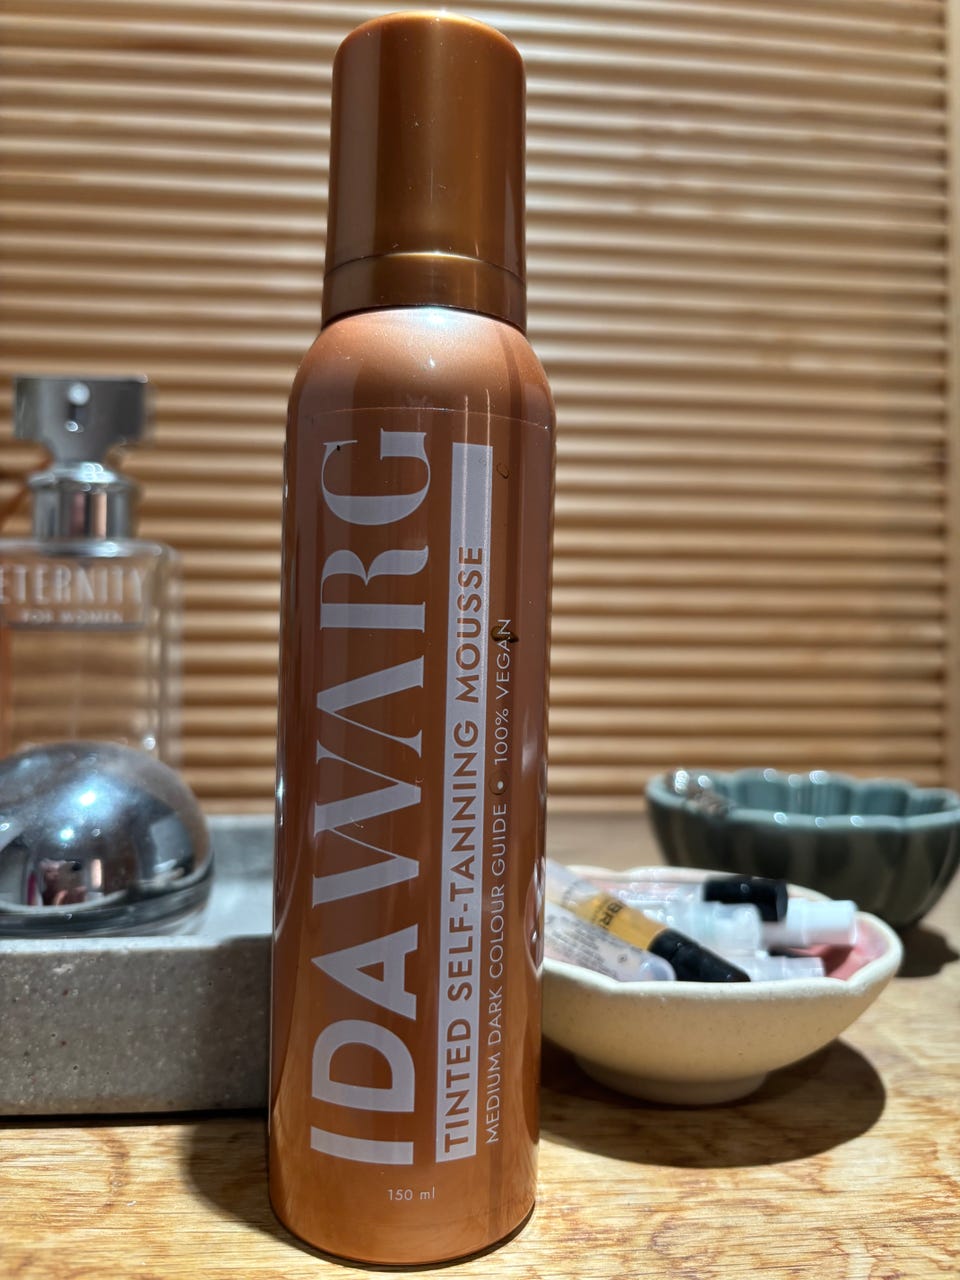 IDA WARG
TINTED SELF-TANNING MOUSSE
MEDIUM DARK COLOUR GUIDE • 100% VEGAN
150 ml
ETERNITY
FOR WOMEN